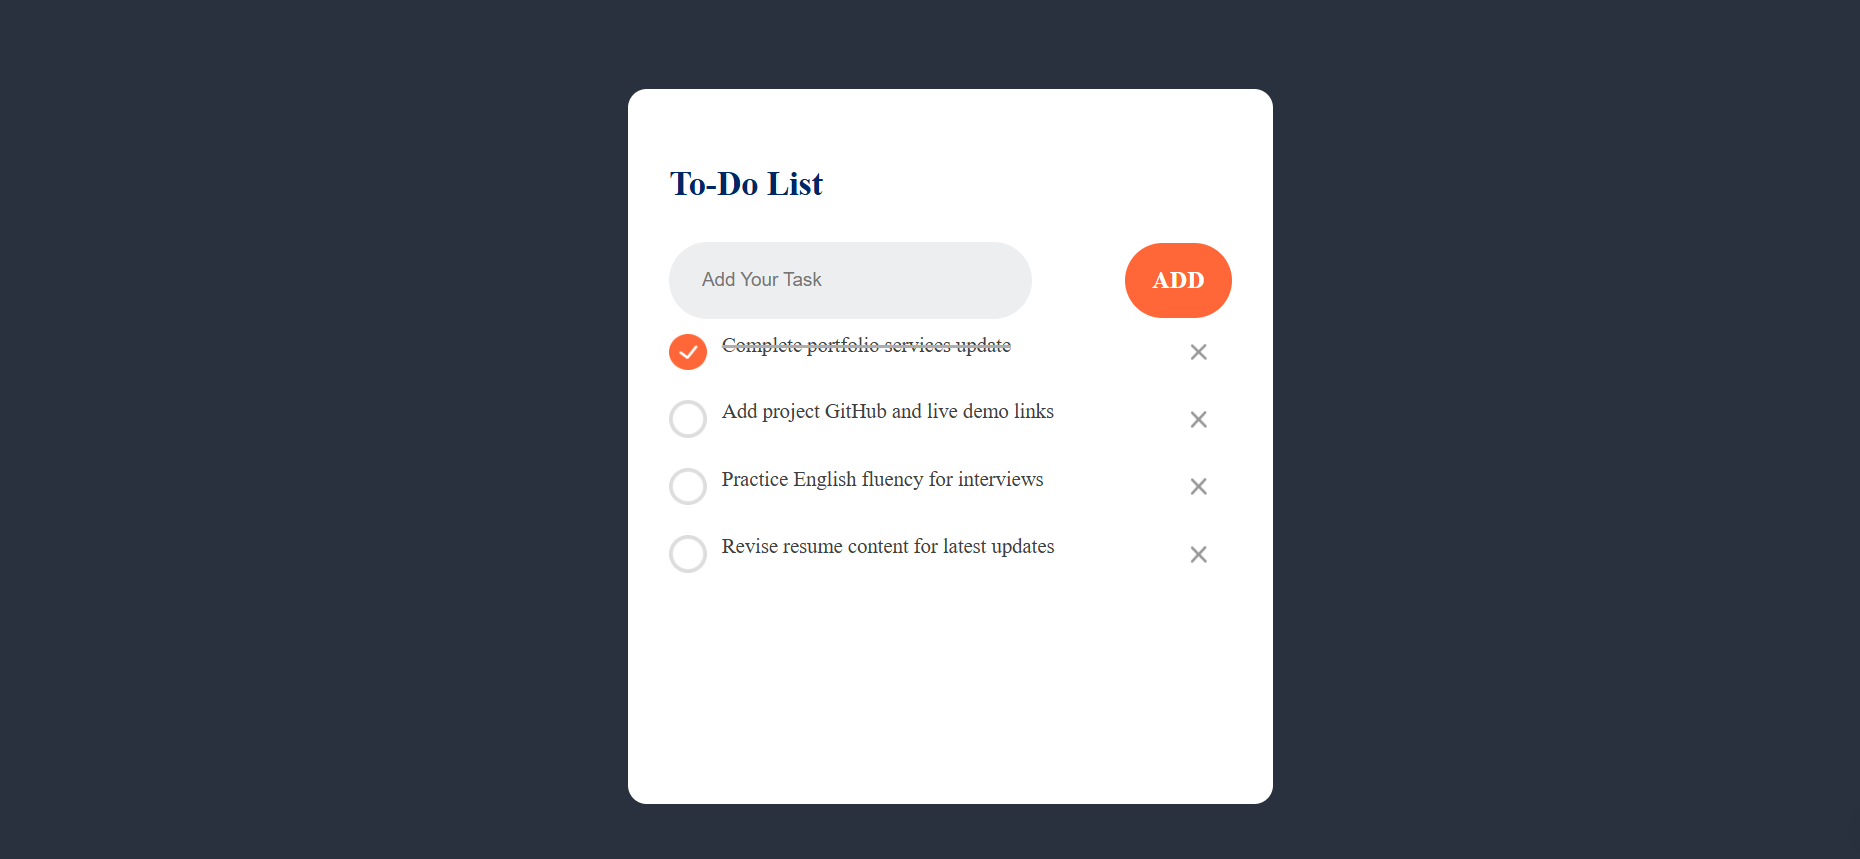 To-Do List
Add Your Task
ADD
Complete portfolio services update
Add project GitHub and live demo links
Practice English fluency for interviews
Revise resume content for latest updates